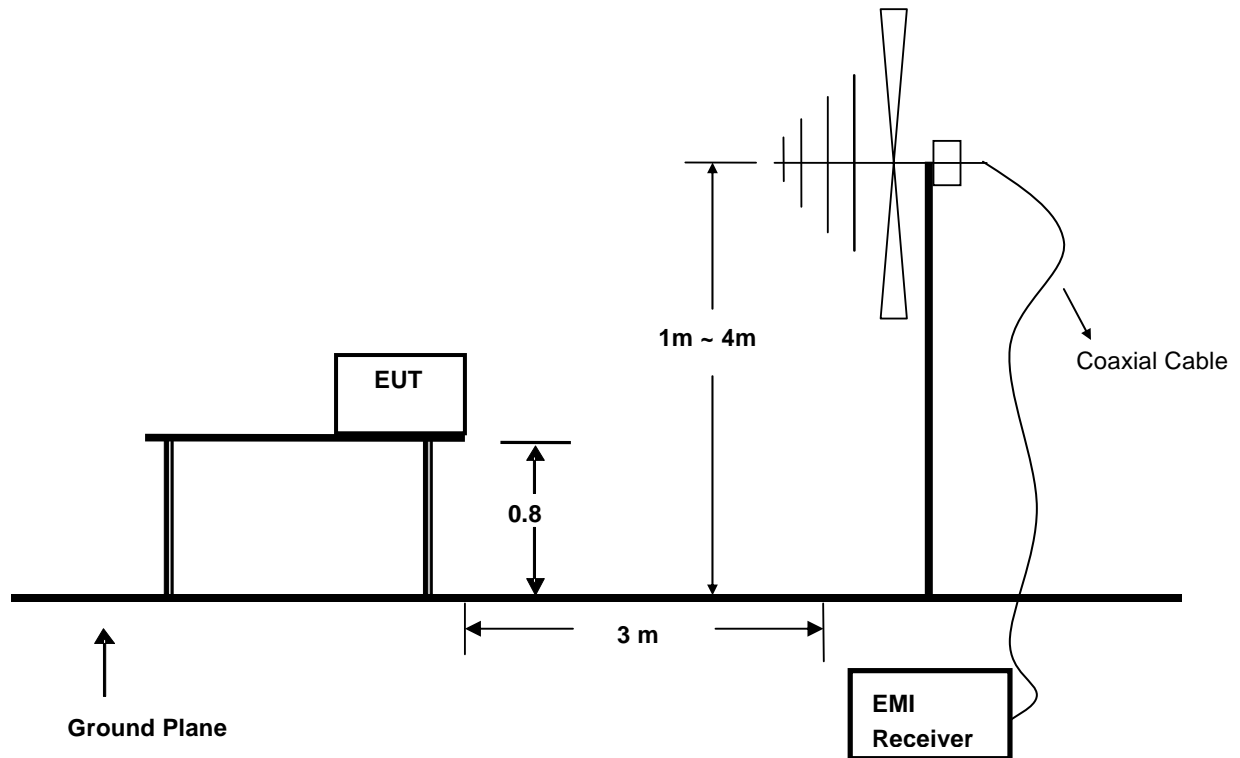 1m ~ 4m
Coaxial Cable
EUT
0.8
3 m
Ground Plane
EMI
Receiver